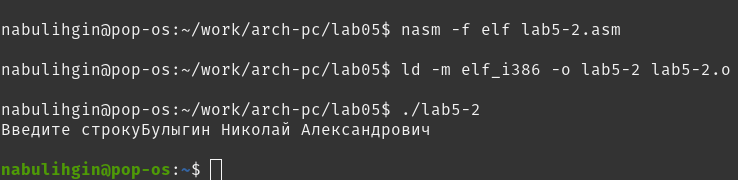 nabulihgin@pop-os:~/work/arch-pc/lab05$ nasm -f elf lab5-2.asm
nabulihgin@pop-os:~/work/arch-pc/lab05$ ld -m elf_i386 -o lab5-2 lab5-2.o
nabulihgin@pop-os:~/work/arch-pc/lab05$ ./lab5-2
Введите строкуБулыгин Николай Александрович
nabulihgin@pop-os:~$